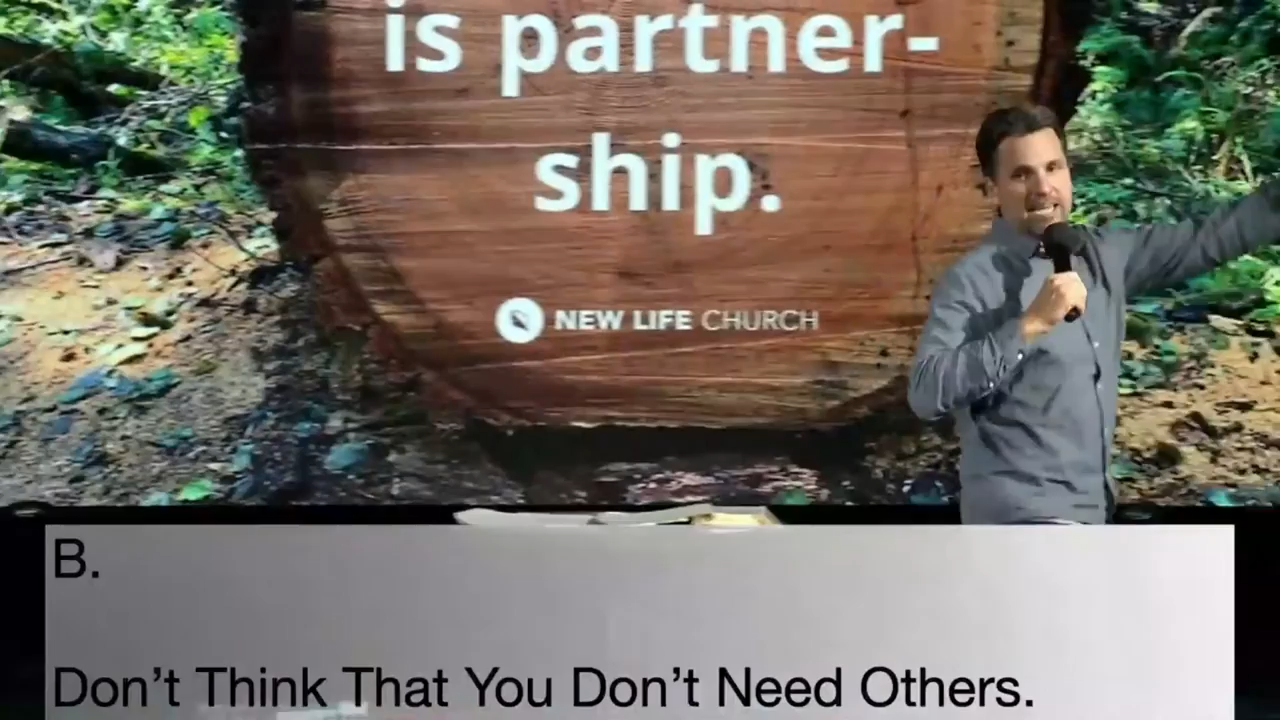 is partner-
ship.
NEW LIFE CHURCH
B.
Don’t Think That You Don’t Need Others.